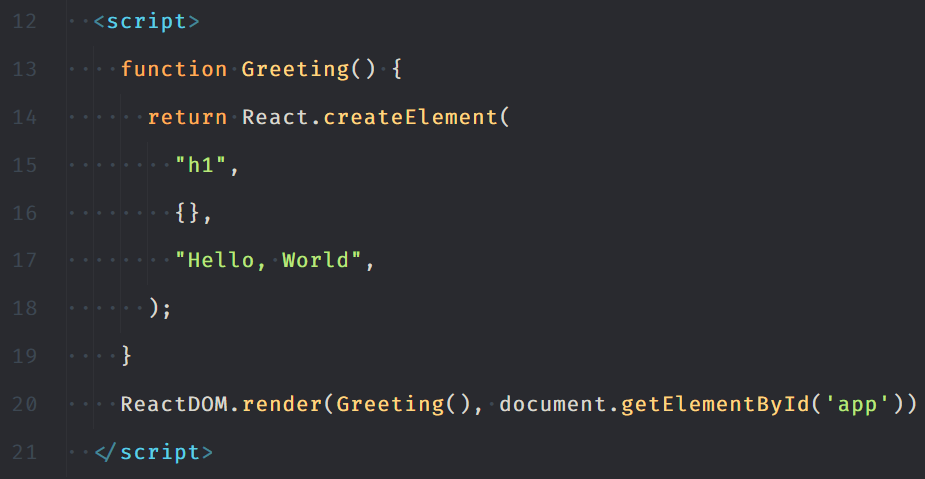 12 <script>
13 function Greeting() {
14 return React.createElement(
15 "h1",
16 {},
17 "Hello, World",
18 );
19 }
20 ReactDOM.render(Greeting(), document.getElementById('app'))
21 </script>